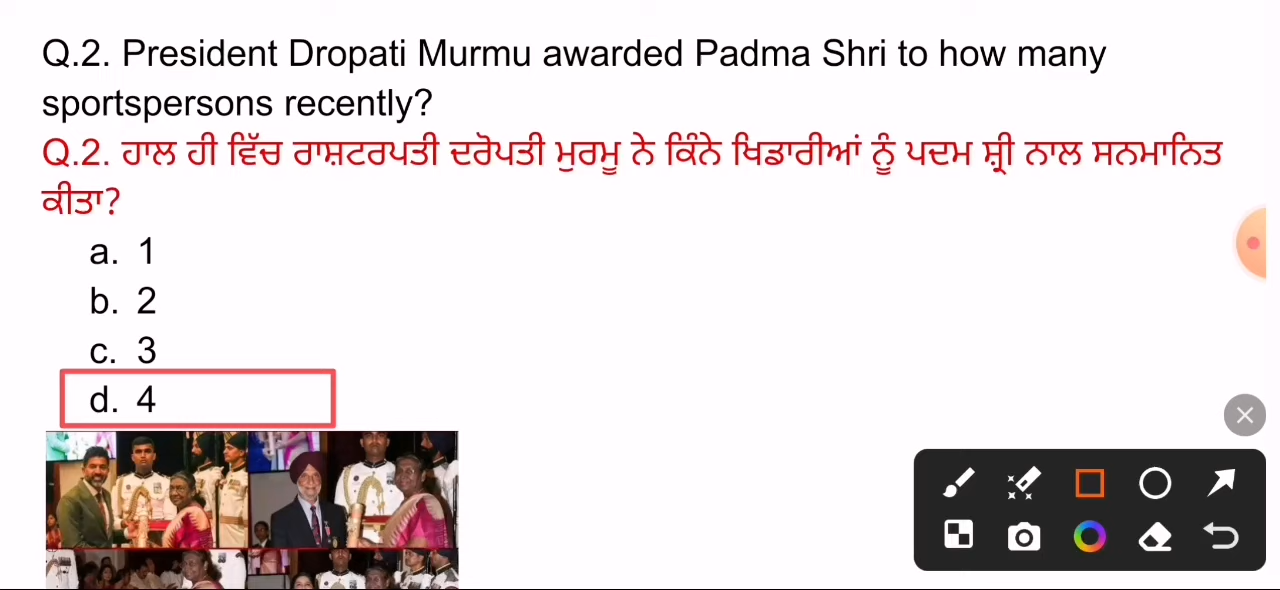 Q.2. President Dropati Murmu awarded Padma Shri to how many
sportspersons recently?
Q.2. ਹਾਲ ਹੀ ਵਿੱਚ ਰਾਸ਼ਟਰਪਤੀ ਦਰੋਪਤੀ ਮੁਰਮੂ ਨੇ ਕਿੰਨੇ ਖਿਡਾਰੀਆਂ ਨੂੰ ਪਦਮ ਸ਼੍ਰੀ ਨਾਲ ਸਨਮਾਨਿਤ
ਕੀਤਾ?
a. 1
b. 2
c. 3
d. 4